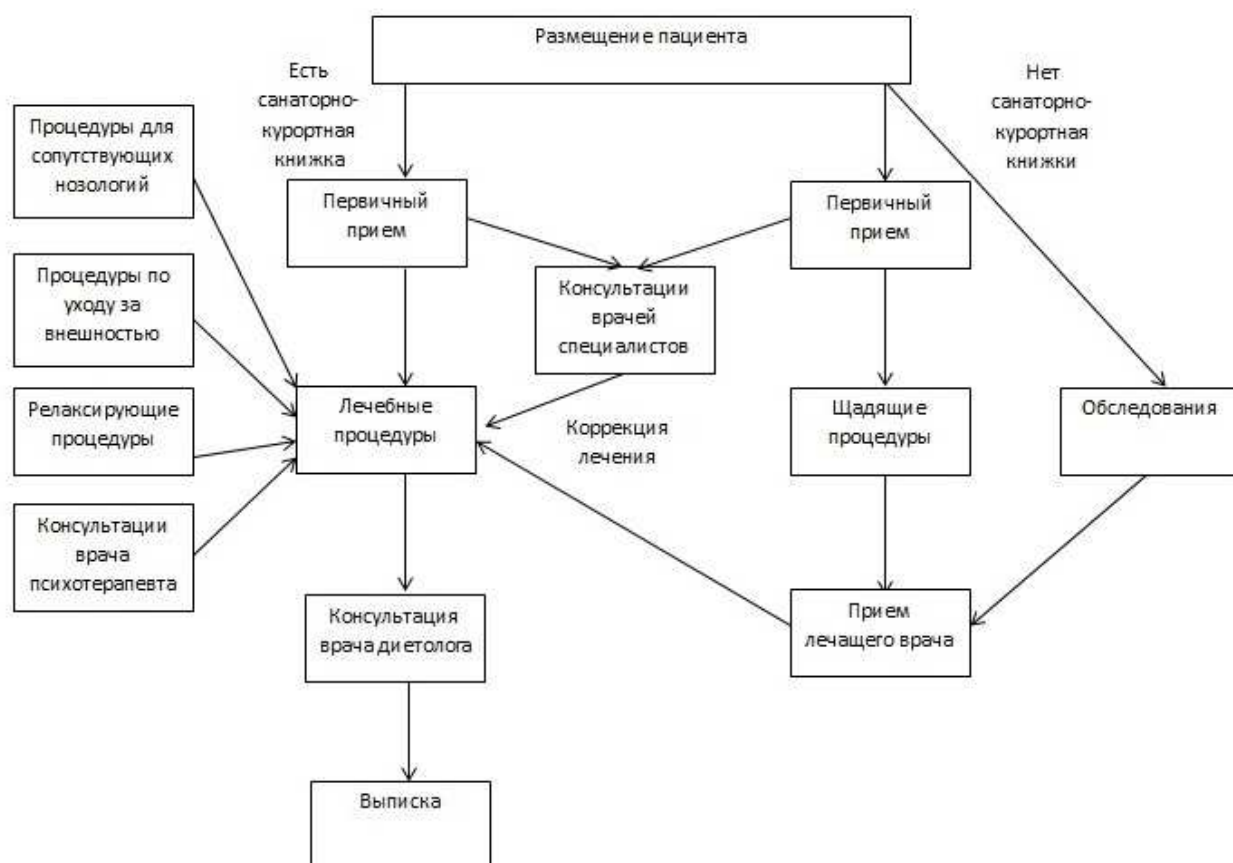 Размещение пациента
Есть
санаторно-
курортная
книжка
Нет
санаторно-
курортная
книжки
Процедуры для
сопутствующих
нозологий
Первичный
прием
Первичный
прием
Процедуры по
уходу за
внешностью
Консультации
врачей
специалистов
Релаксирующие
процедуры
Лечебные
процедуры
Коррекция
лечения
Щадящие
процедуры
Обследования
Консультации
врача
психотерапевта
Консультация
врача диетолога
Прием
лечащего врача
Выписка